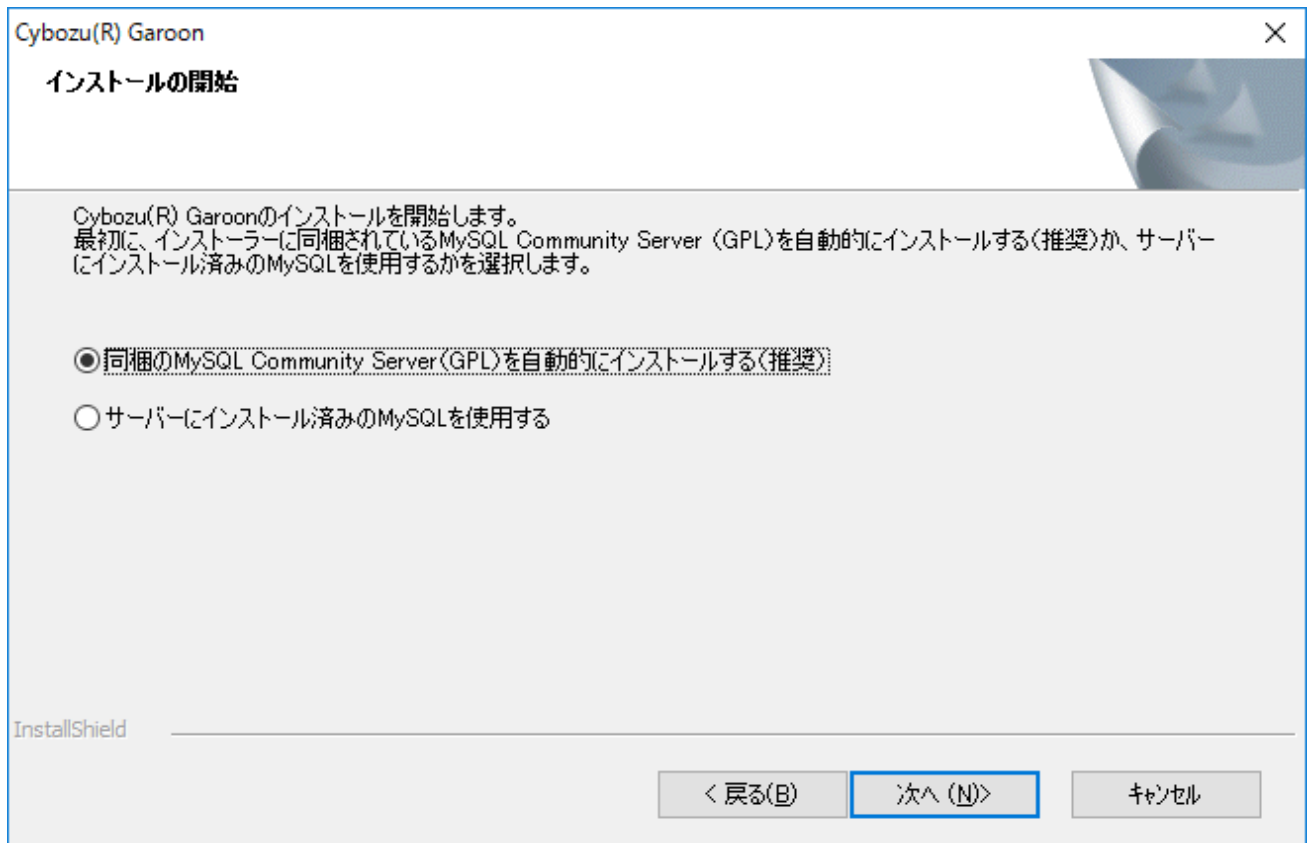 Cybozu(R) Garoon
インストールの開始
Cybozu(R) Garoonのインストールを開始します。
最初に、インストーラーに同梱されているMySQL Community Server (GPL)を自動的にインストールする(推奨)か、サーバー
にインストール済みのMySQLを使用するかを選択します。
同梱のMySQL Community Server(GPL)を自動的にインストールする(推奨)
サーバーにインストール済みのMySQLを使用する
InstallShield
< 戻る(B)
次へ (N)>
キャンセル